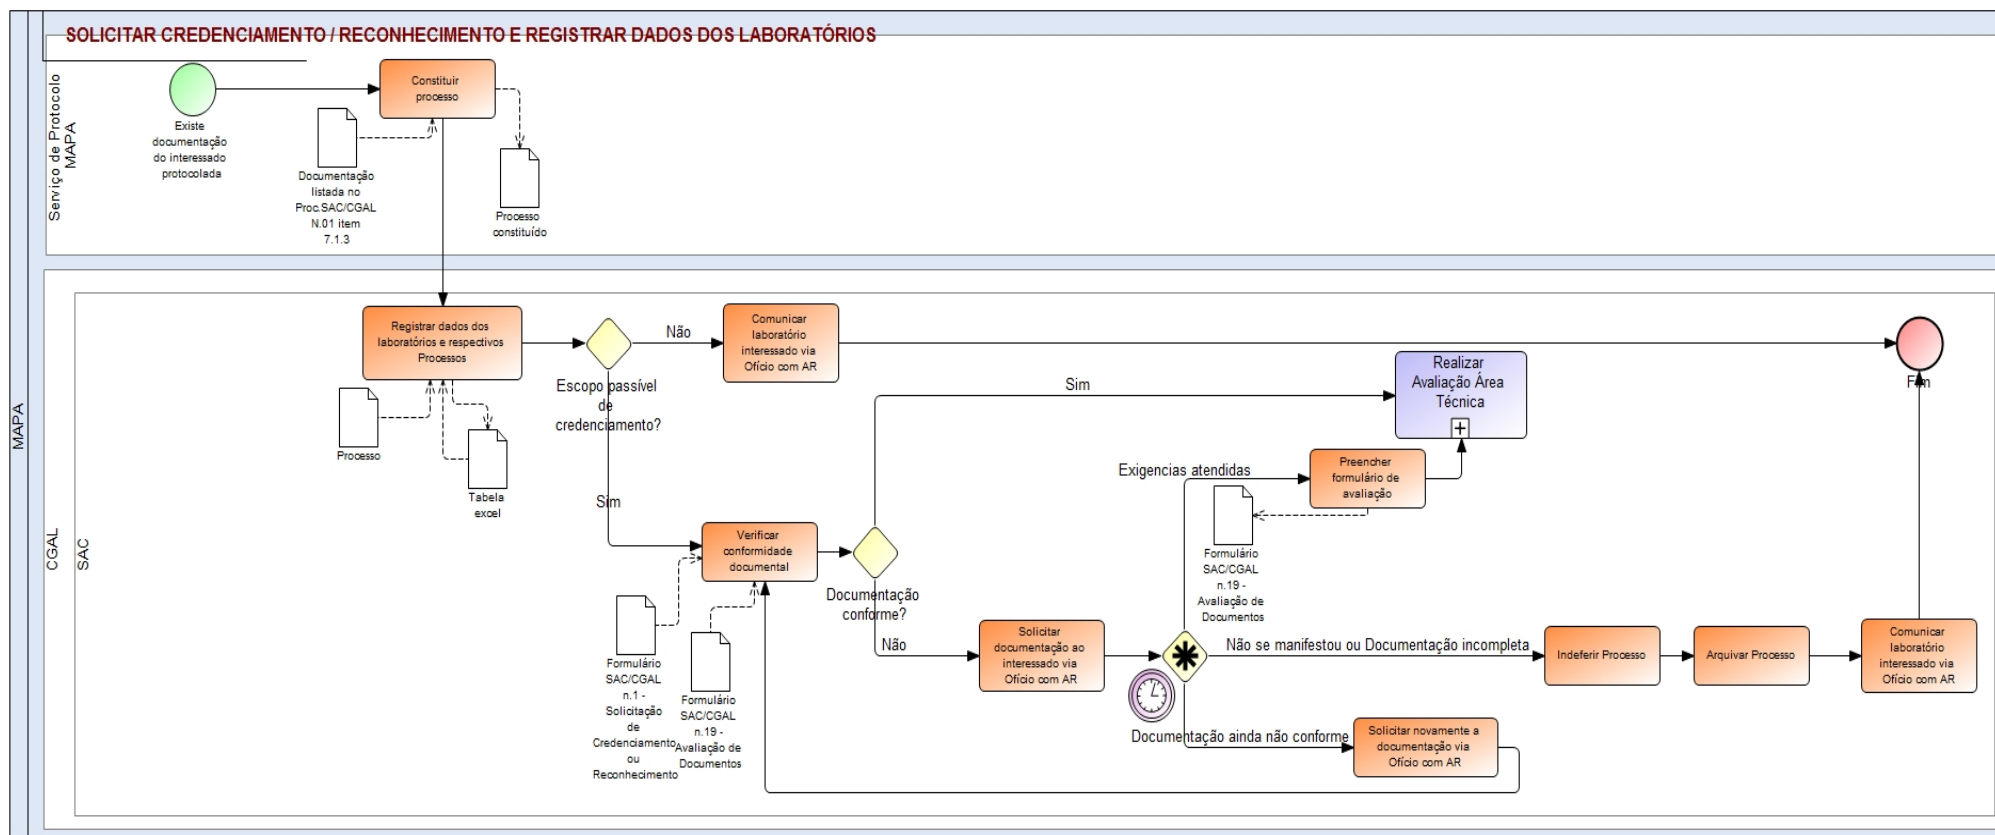 SOLICITAR CREDENCIAMENTO / RECONHECIMENTO E REGISTRAR DADOS DOS LABORATÓRIOS
MAPA
Serviço de Protocolo
MAPA
Existe
documentação
do interessado
protocolada
Constituir
processo
Documentação
listada no
Proc.SAC/CGAL
N.01 item
7.1.3
Processo
constituído
CGAL
SAC
Registrar dados dos
laboratórios e respectivos
Processos
Processo
Tabela
excel
Escopo passível
de
credenciamento?
Não
Sim
Comunicar
laboratório
interessado via
Ofício com AR
Fim
Verificar
conformidade
documental
Formulário
SAC/CGAL
n.1 -
Solicitação
de
Credenciamento
ou
Reconhecimento
Formulário
SAC/CGAL
n.19 -
Avaliação de
Documentos
Documentação
conforme?
Sim
Não
Realizar
Avaliação Área
Técnica
Solicitar
documentação ao
interessado via
Ofício com AR
Exigencias atendidas
Preencher
formulário de
avaliação
Formulário
SAC/CGAL
n.19 -
Avaliação de
Documentos
Não se manifestou ou Documentação incompleta
Indeferir Processo
Arquivar Processo
Comunicar
laboratório
interessado via
Ofício com AR
Documentação ainda não conforme
Solicitar novamente a
documentação via
Ofício com AR